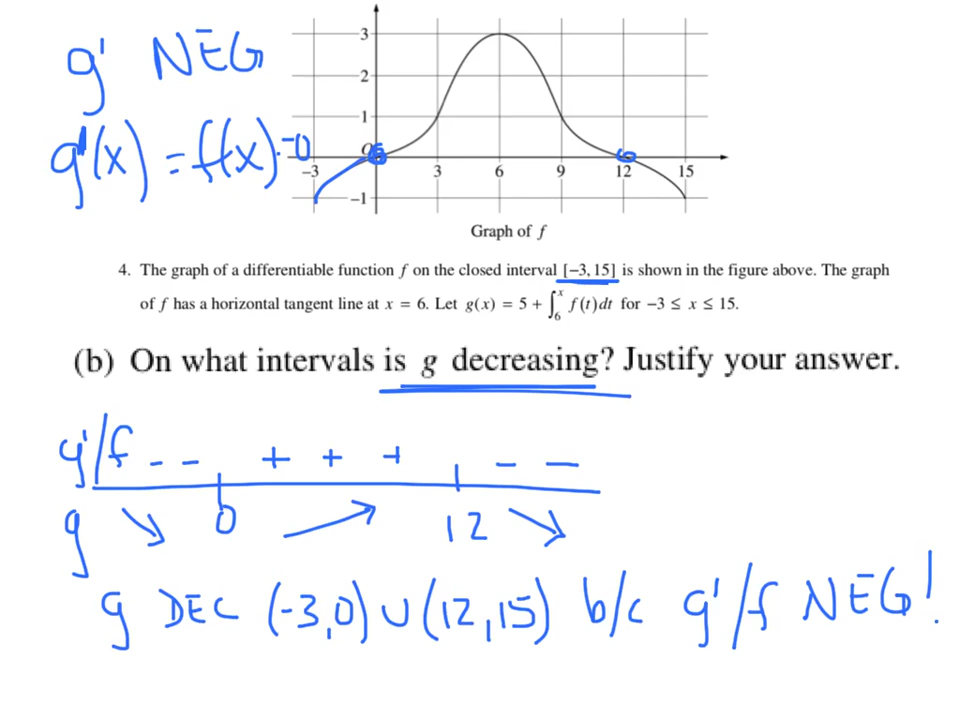 g' NEG
g'(x) = f(x)·-0
3
2
1
0
-3 3 6 9 12 15
-1
Graph of f
4. The graph of a differentiable function f on the closed interval [−3, 15] is shown in the figure above. The graph
of f has a horizontal tangent line at x = 6. Let g(x) = 5 + ∫₆ˣ f(t)dt for −3 ≤ x ≤ 15.
(b) On what intervals is g decreasing? Justify your answer.
g'/f - - + + + - -
g ↘ 0 ↗ 12 ↘
g DEC (-3,0) ∪ (12,15) b/c g'/f NEG!